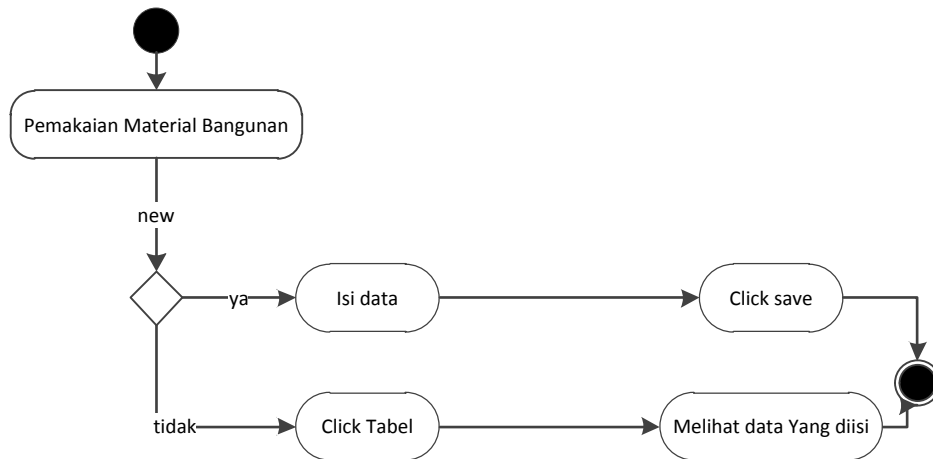 Pemakaian Material Bangunan
new
ya
Isi data
Click save
tidak
Click Tabel
Melihat data Yang diisi